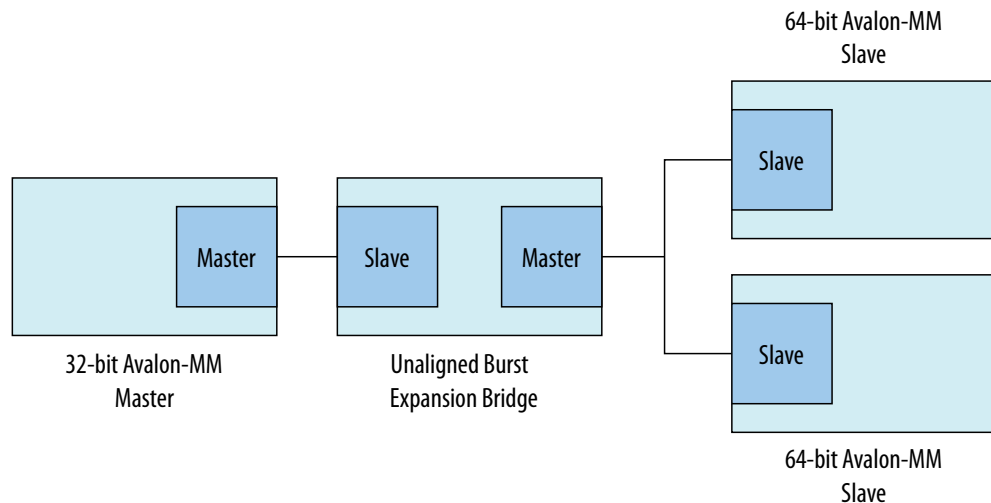 64-bit Avalon-MM
Slave
Slave
Master
Slave
Master
Slave
32-bit Avalon-MM
Master
Unaligned Burst
Expansion Bridge
64-bit Avalon-MM
Slave